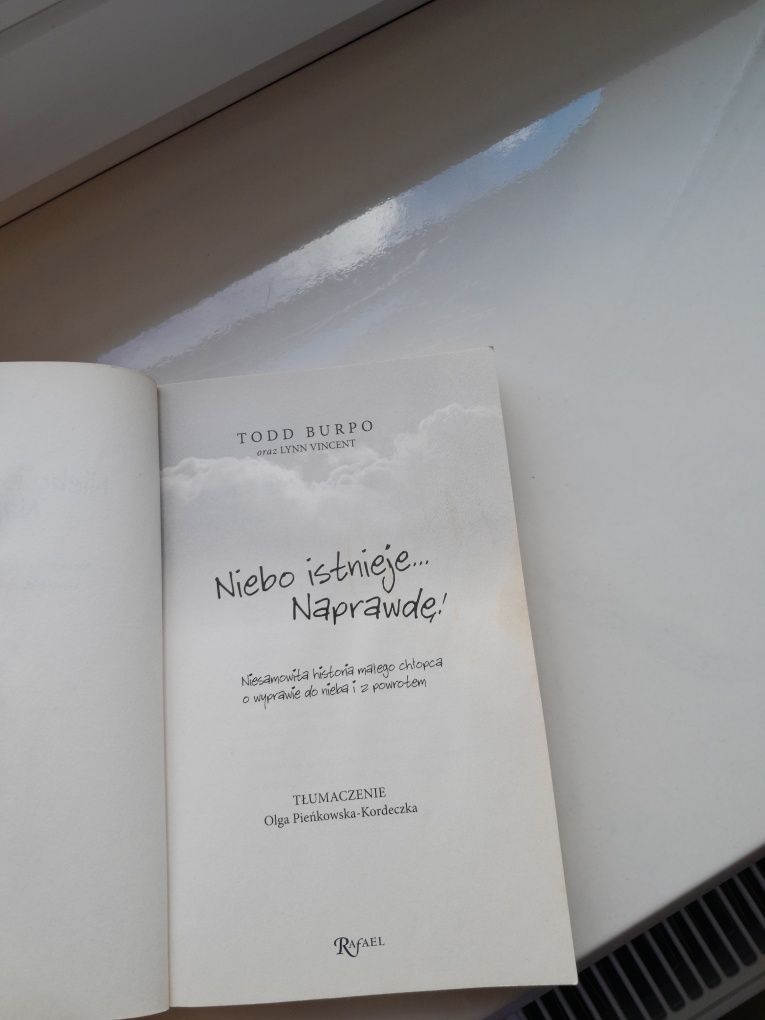 TODD BURPO
oraz LYNN VINCENT
Niebo istnieje...
Naprawdę!
Niesamowita historia małego chłopca
o wyprawie do nieba i z powrotem
TŁUMACZENIE
Olga Pieńkowska-Kordeczka
RAfAEL